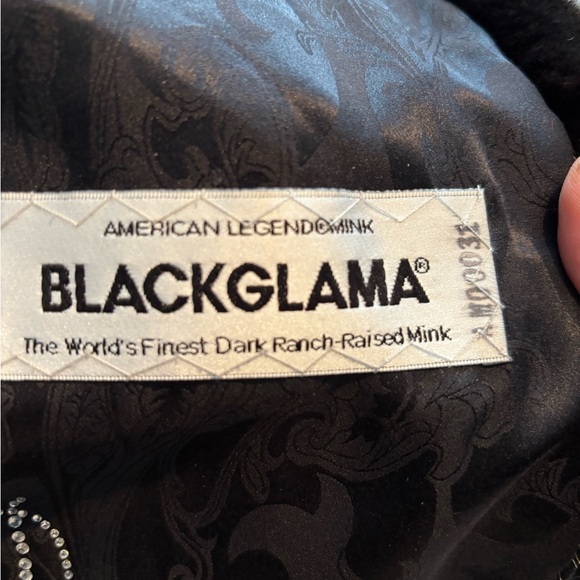 AMERICAN LEGEND®MINK
BLACKGLAMA®
The World's Finest Dark Ranch-Raised Mink